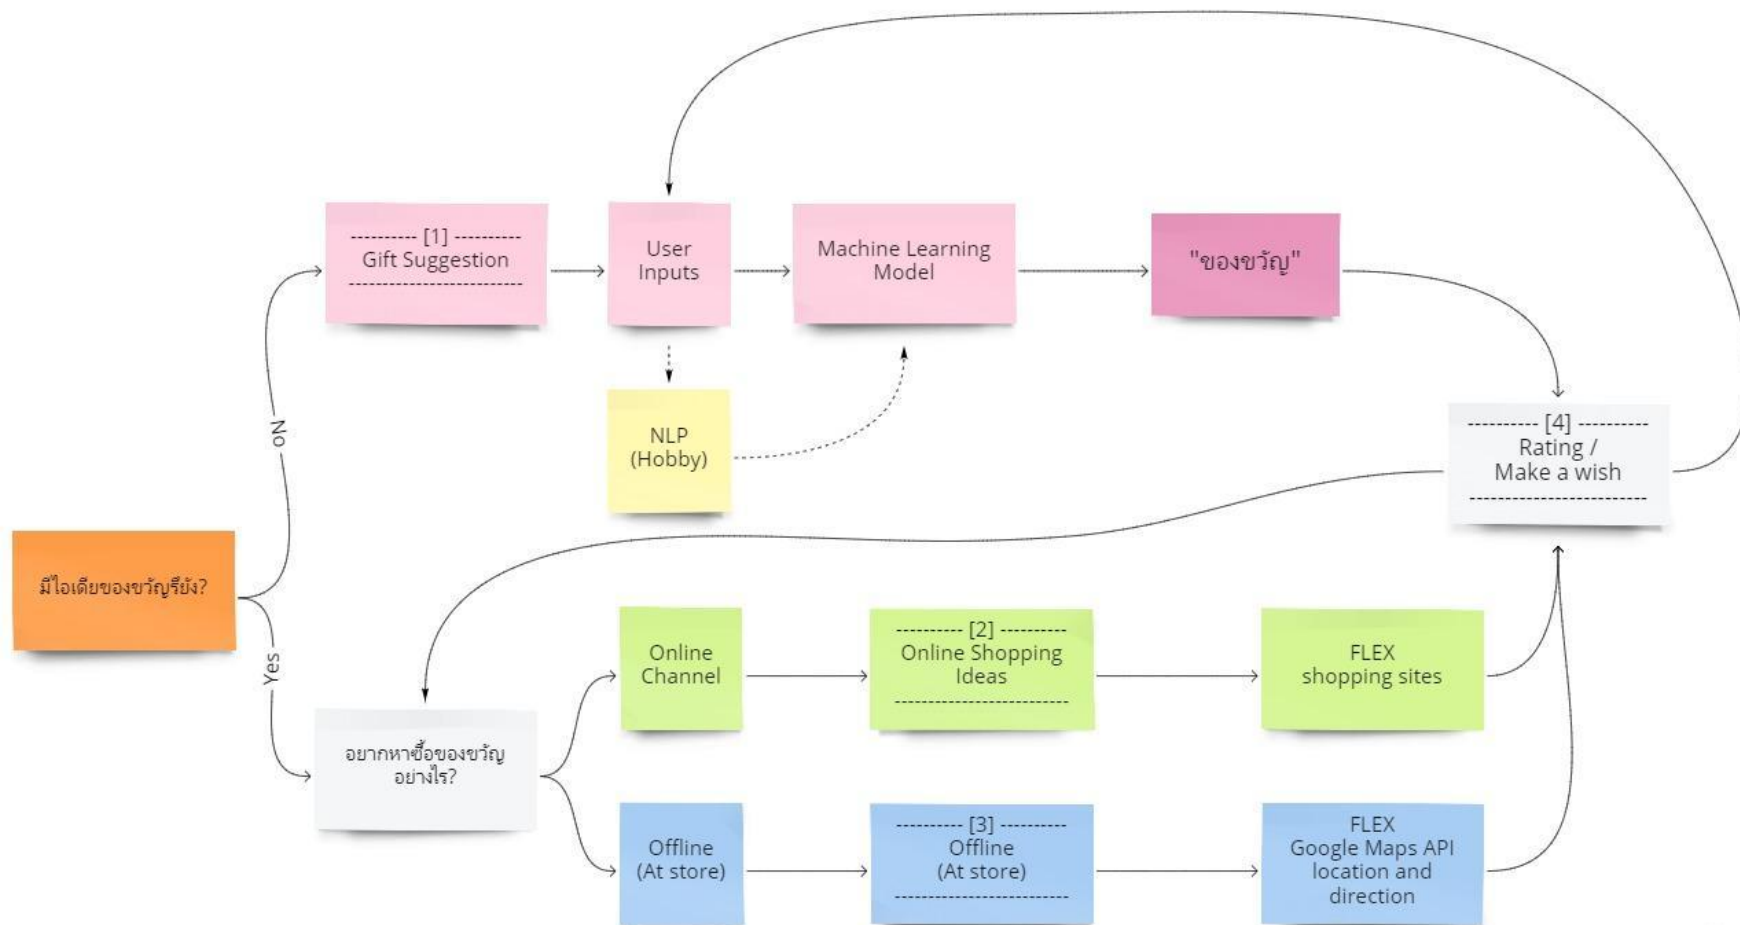 ---------- [1] ----------
Gift Suggestion
--------------------------
User
Inputs
Machine Learning
Model
"ของขวัญ"
No
NLP
(Hobby)
---------- [4] ----------
Rating /
Make a wish
--------------------------
มีไอเดียของขวัญรึยัง?
Yes
อยากหาซื้อของขวัญ
อย่างไร?
Online
Channel
---------- [2] ----------
Online Shopping
Ideas
--------------------------
FLEX
shopping sites
Offline
(At store)
---------- [3] ----------
Offline
(At store)
--------------------------
FLEX
Google Maps API
location and
direction